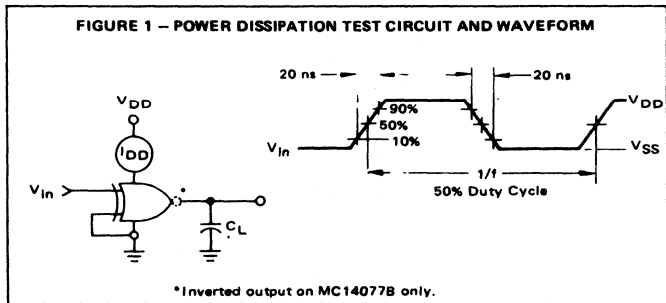 FIGURE 1 – POWER DISSIPATION TEST CIRCUIT AND WAVEFORM
20 ns
20 ns
VDD
IDD
Vin
*
CL
90%
50%
10%
Vin
VDD
VSS
1/f
50% Duty Cycle
*Inverted output on MC14077B only.